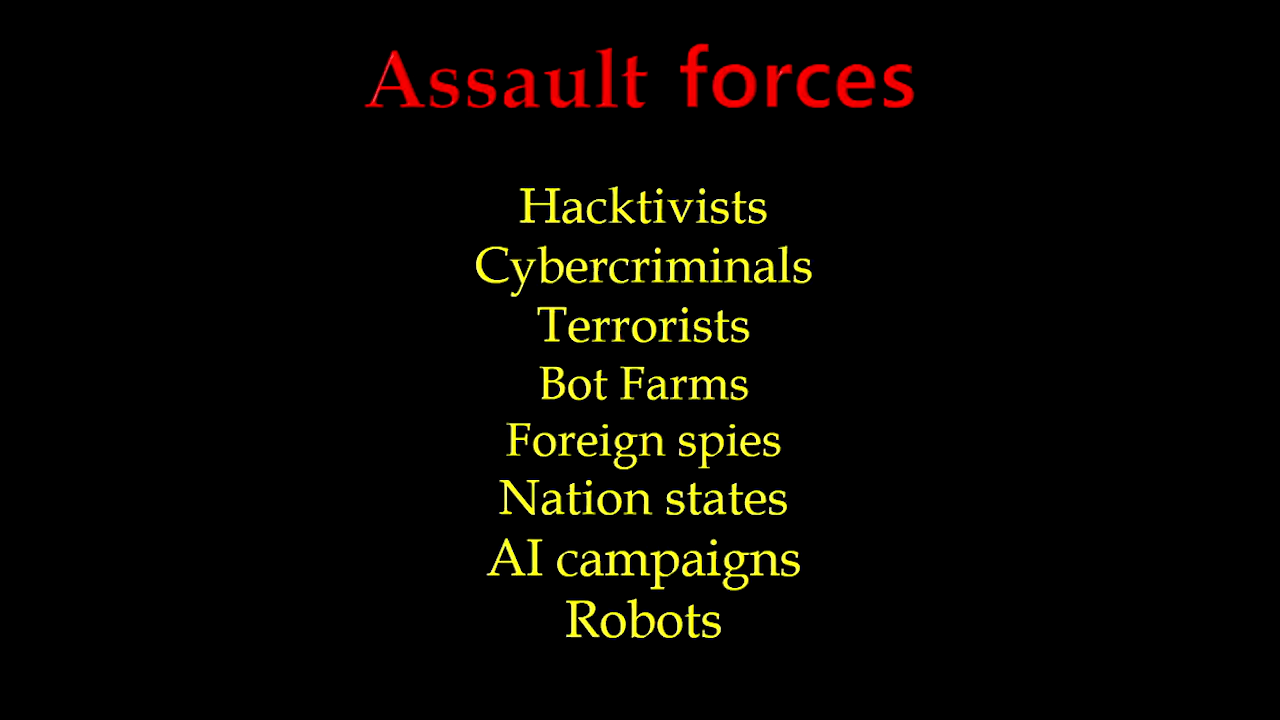 Assault forces
Hacktivists
Cybercriminals
Terrorists
Bot Farms
Foreign spies
Nation states
AI campaigns
Robots